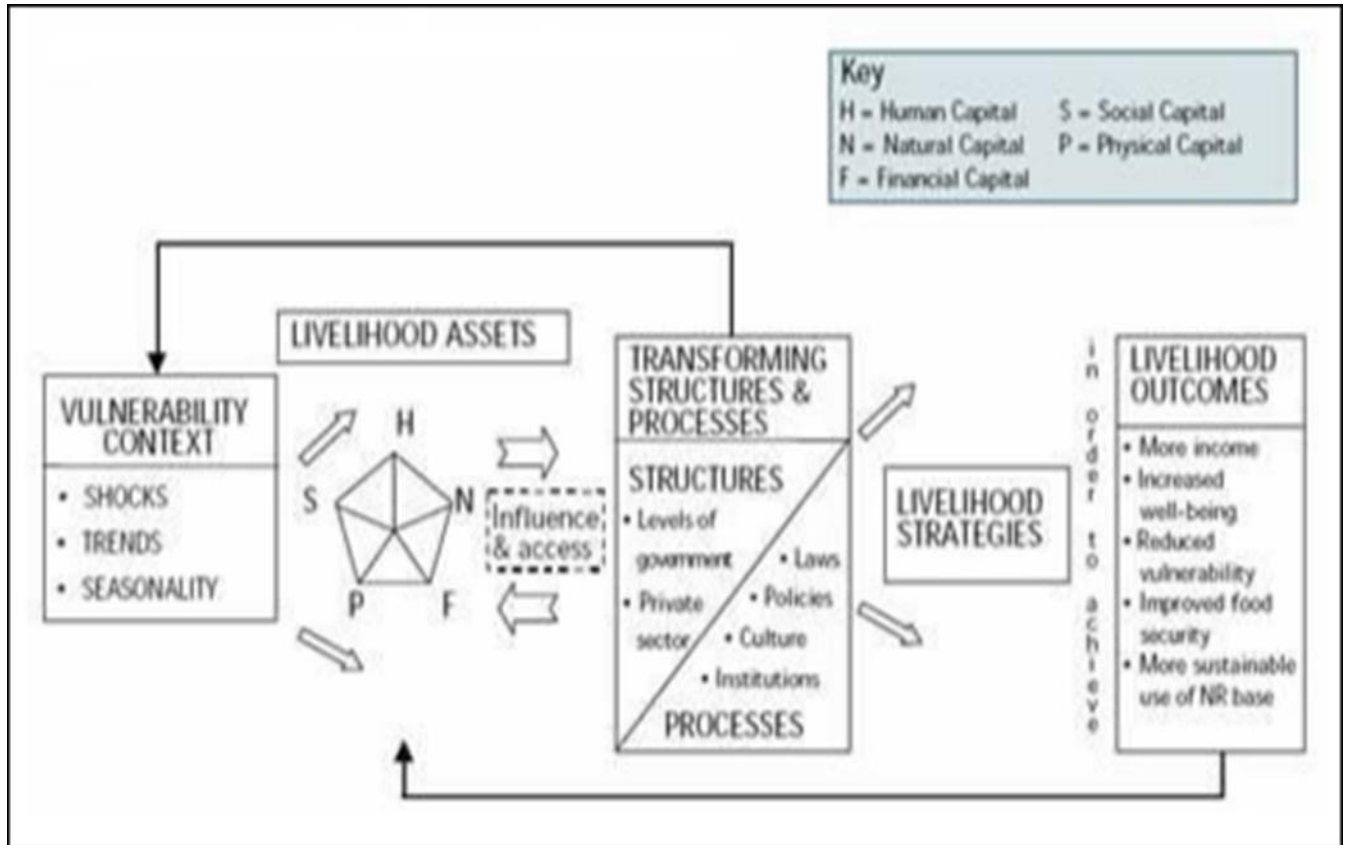 Key
H = Human Capital S = Social Capital
N = Natural Capital P = Physical Capital
F = Financial Capital
LIVELIHOOD ASSETS
VULNERABILITY
CONTEXT
• SHOCKS
• TRENDS
• SEASONALITY
H
S
N
P
F
Influence
& access
TRANSFORMING
STRUCTURES &
PROCESSES
STRUCTURES
• Levels of
government
• Private
sector
• Laws
• Policies
• Culture
• Institutions
PROCESSES
LIVELIHOOD
STRATEGIES
in order to achieve
LIVELIHOOD
OUTCOMES
• More income
• Increased
well-being
• Reduced
vulnerability
• Improved food
security
• More sustainable
use of NR base